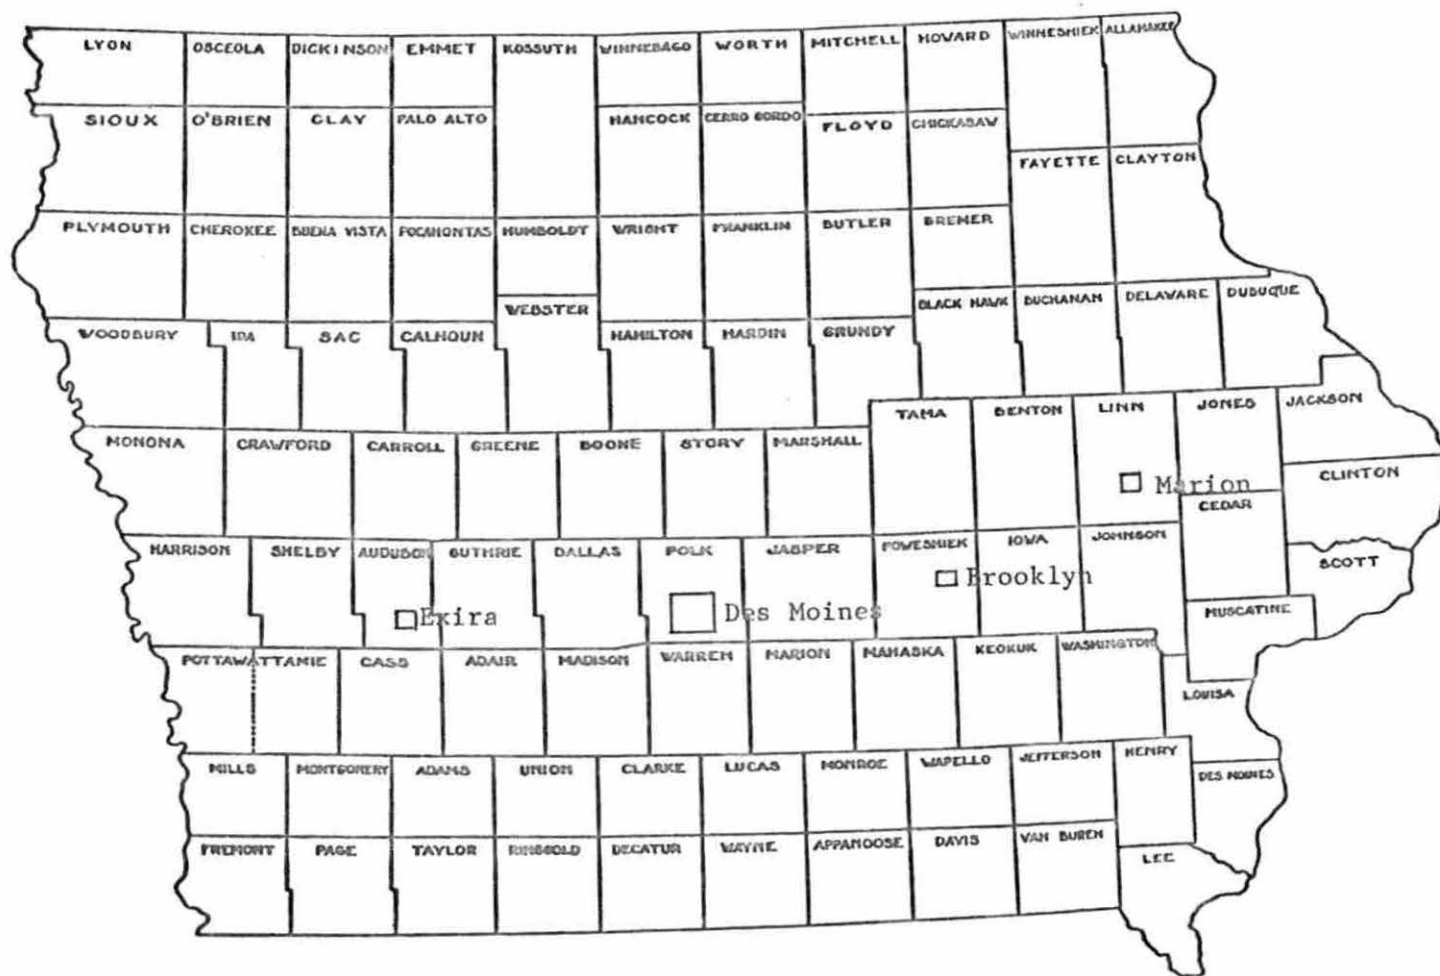 LYON OSCEOLA DICKINSON EMMET KOSSUTH WINNEBAGO WORTH MITCHELL HOWARD WINNESHIEK ALLAMAKEE
SIOUX O'BRIEN CLAY PALO ALTO HANCOCK CERRO GORDO FLOYD CHICKASAW
FAYETTE CLAYTON
PLYMOUTH CHEROKEE BUENA VISTA POCAHONTAS HUMBOLDT WRIGHT FRANKLIN BUTLER BREMER
WEBSTER BLACK HAWK BUCHANAN DELAWARE DUBUQUE
WOODBURY IDA SAC CALHOUN HAMILTON HARDIN GRUNDY
TAMA BENTON LINN JONES JACKSON
MONONA CRAWFORD CARROLL GREENE BOONE STORY MARSHALL
CLINTON
Marion
CEDAR
HARRISON SHELBY AUDUBON GUTHRIE DALLAS POLK JASPER POWESHIEK IOWA JOHNSON
SCOTT
Brooklyn
Exira Des Moines MUSCATINE
POTTAWATTAMIE CASS ADAIR MADISON WARREN MARION MAHASKA KEOKUK WASHINGTON
LOUISA
MILLS MONTGOMERY ADAMS UNION CLARKE LUCAS MONROE WAPELLO JEFFERSON HENRY
DES MOINES
FREMONT PAGE TAYLOR RINGGOLD DECATUR WAYNE APPANOOSE DAVIS VAN BUREN
LEE